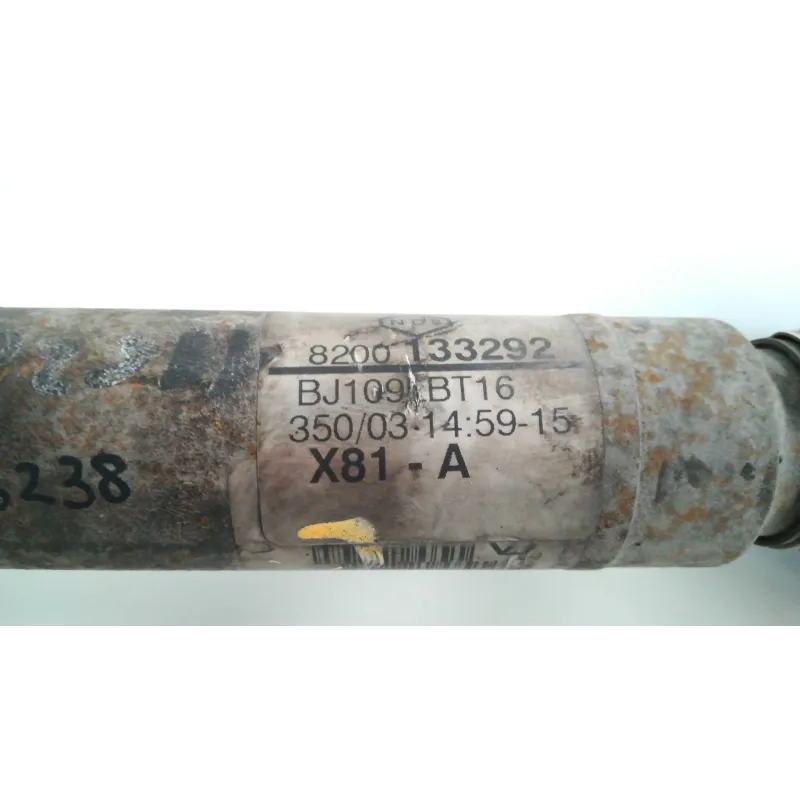 8200 133292
BJ109 BT16
350/03 14:59-15
X81 - A
238